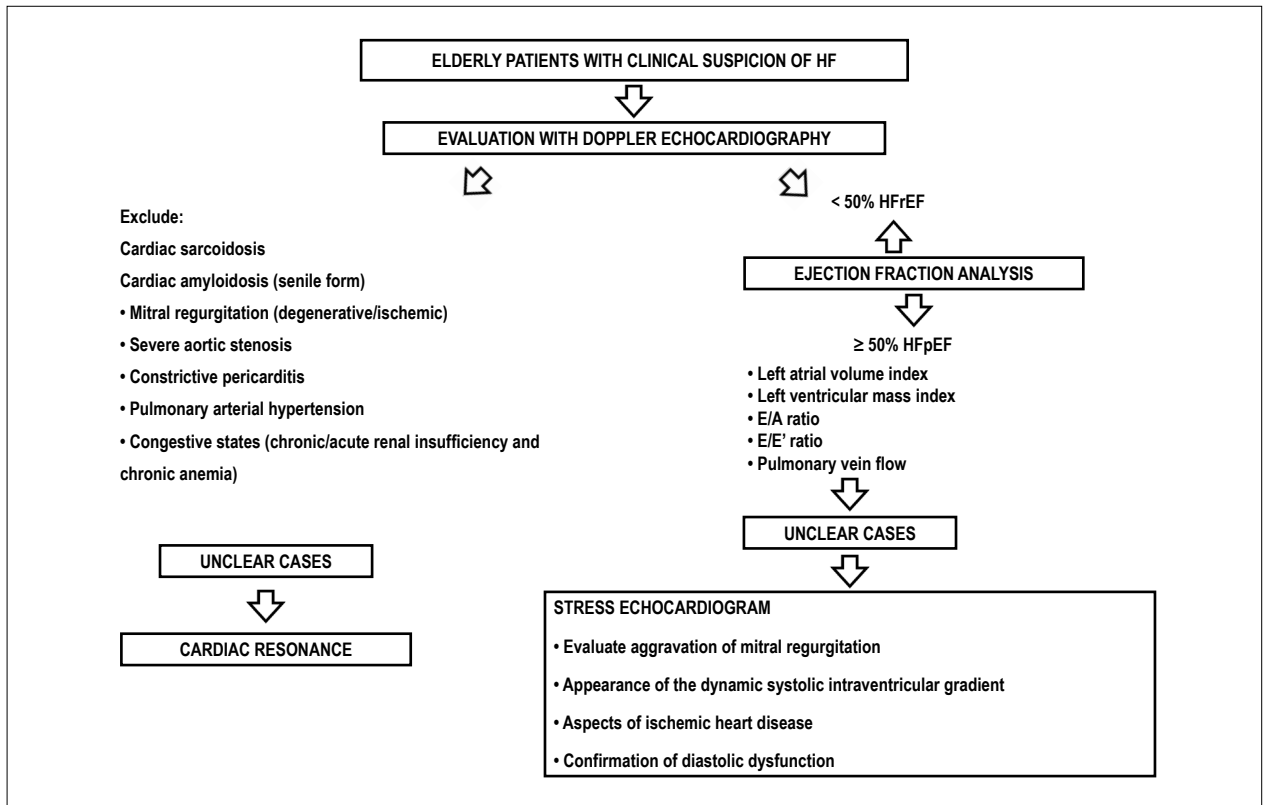 ELDERLY PATIENTS WITH CLINICAL SUSPICION OF HF
EVALUATION WITH DOPPLER ECHOCARDIOGRAPHY
Exclude:
Cardiac sarcoidosis
Cardiac amyloidosis (senile form)
• Mitral regurgitation (degenerative/ischemic)
• Severe aortic stenosis
• Constrictive pericarditis
• Pulmonary arterial hypertension
• Congestive states (chronic/acute renal insufficiency and
chronic anemia)
UNCLEAR CASES
CARDIAC RESONANCE
< 50% HFrEF
EJECTION FRACTION ANALYSIS
≥ 50% HFpEF
• Left atrial volume index
• Left ventricular mass index
• E/A ratio
• E/E’ ratio
• Pulmonary vein flow
UNCLEAR CASES
STRESS ECHOCARDIOGRAM
• Evaluate aggravation of mitral regurgitation
• Appearance of the dynamic systolic intraventricular gradient
• Aspects of ischemic heart disease
• Confirmation of diastolic dysfunction